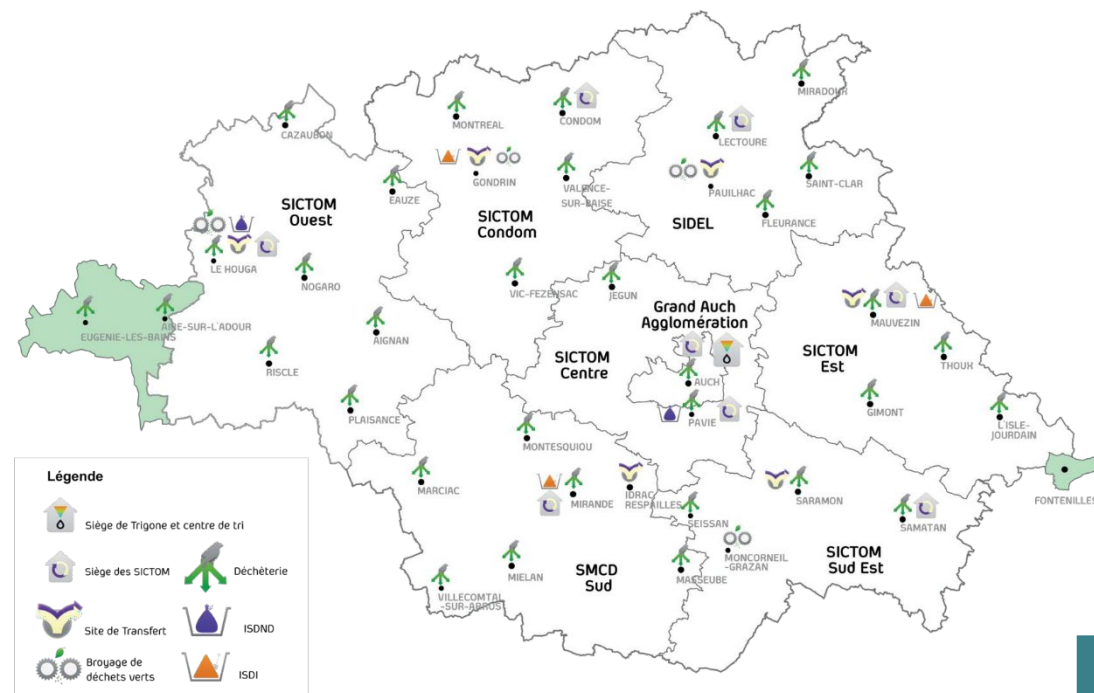 MIRADOUR
MONTREAL
CONDOM
LECTOURE
CAZAUBON
GONDRIN
VALENCE-
SUR-BAISE
PAUILHAC
SAINT-CLAR
EAUZE
SICTOM
Ouest
SICTOM
Condom
SIDEL
FLEURANCE
LE HOUGA
NOGARO
VIC-FEZENSAC
JEGUN
Grand Auch
Agglomération
MAUVEZIN
EUGENIE-LES-BAINS
AIRE-SUR-L'ADOUR
AIGNAN
SICTOM
Centre
SICTOM
Est
THOUX
RISCLE
AUCH
GIMONT
PLAISANCE
PAVIE
L'ISLE-
JOURDAIN
MONTESQUIOU
MARCIAC
MIRANDE
IDRAC
RESPAILLES
SARAMON
FONTENILLES
SEISSAN
SAMATAN
MONCORNEIL
-GRAZAN
SICTOM
Sud Est
MIELAN
SMCD
Sud
MASSEUBE
VILLECOMTAL
-SUR-ARROS
Légende
Siège de Trigone et centre de tri
Siège des SICTOM
Déchèterie
Site de Transfert
ISDND
Broyage de
déchets verts
ISDI